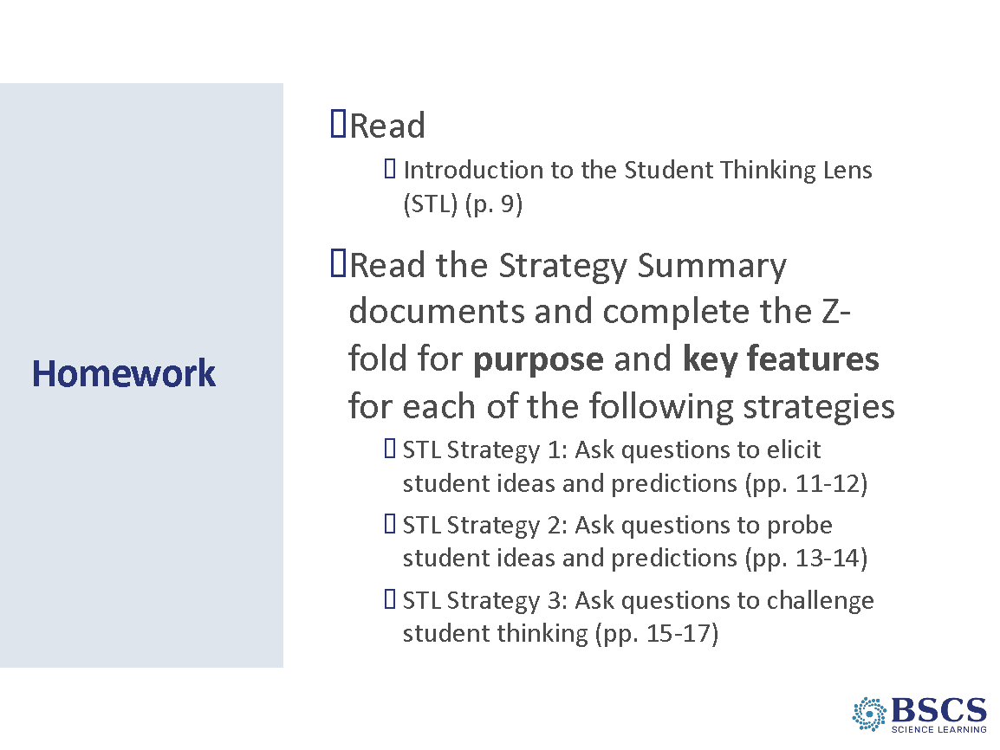 Homework
Read
Introduction to the Student Thinking Lens
(STL) (p. 9)
Read the Strategy Summary
documents and complete the Z-
fold for purpose and key features
for each of the following strategies
STL Strategy 1: Ask questions to elicit
student ideas and predictions (pp. 11-12)
STL Strategy 2: Ask questions to probe
student ideas and predictions (pp. 13-14)
STL Strategy 3: Ask questions to challenge
student thinking (pp. 15-17)
BSCS
SCIENCE LEARNING